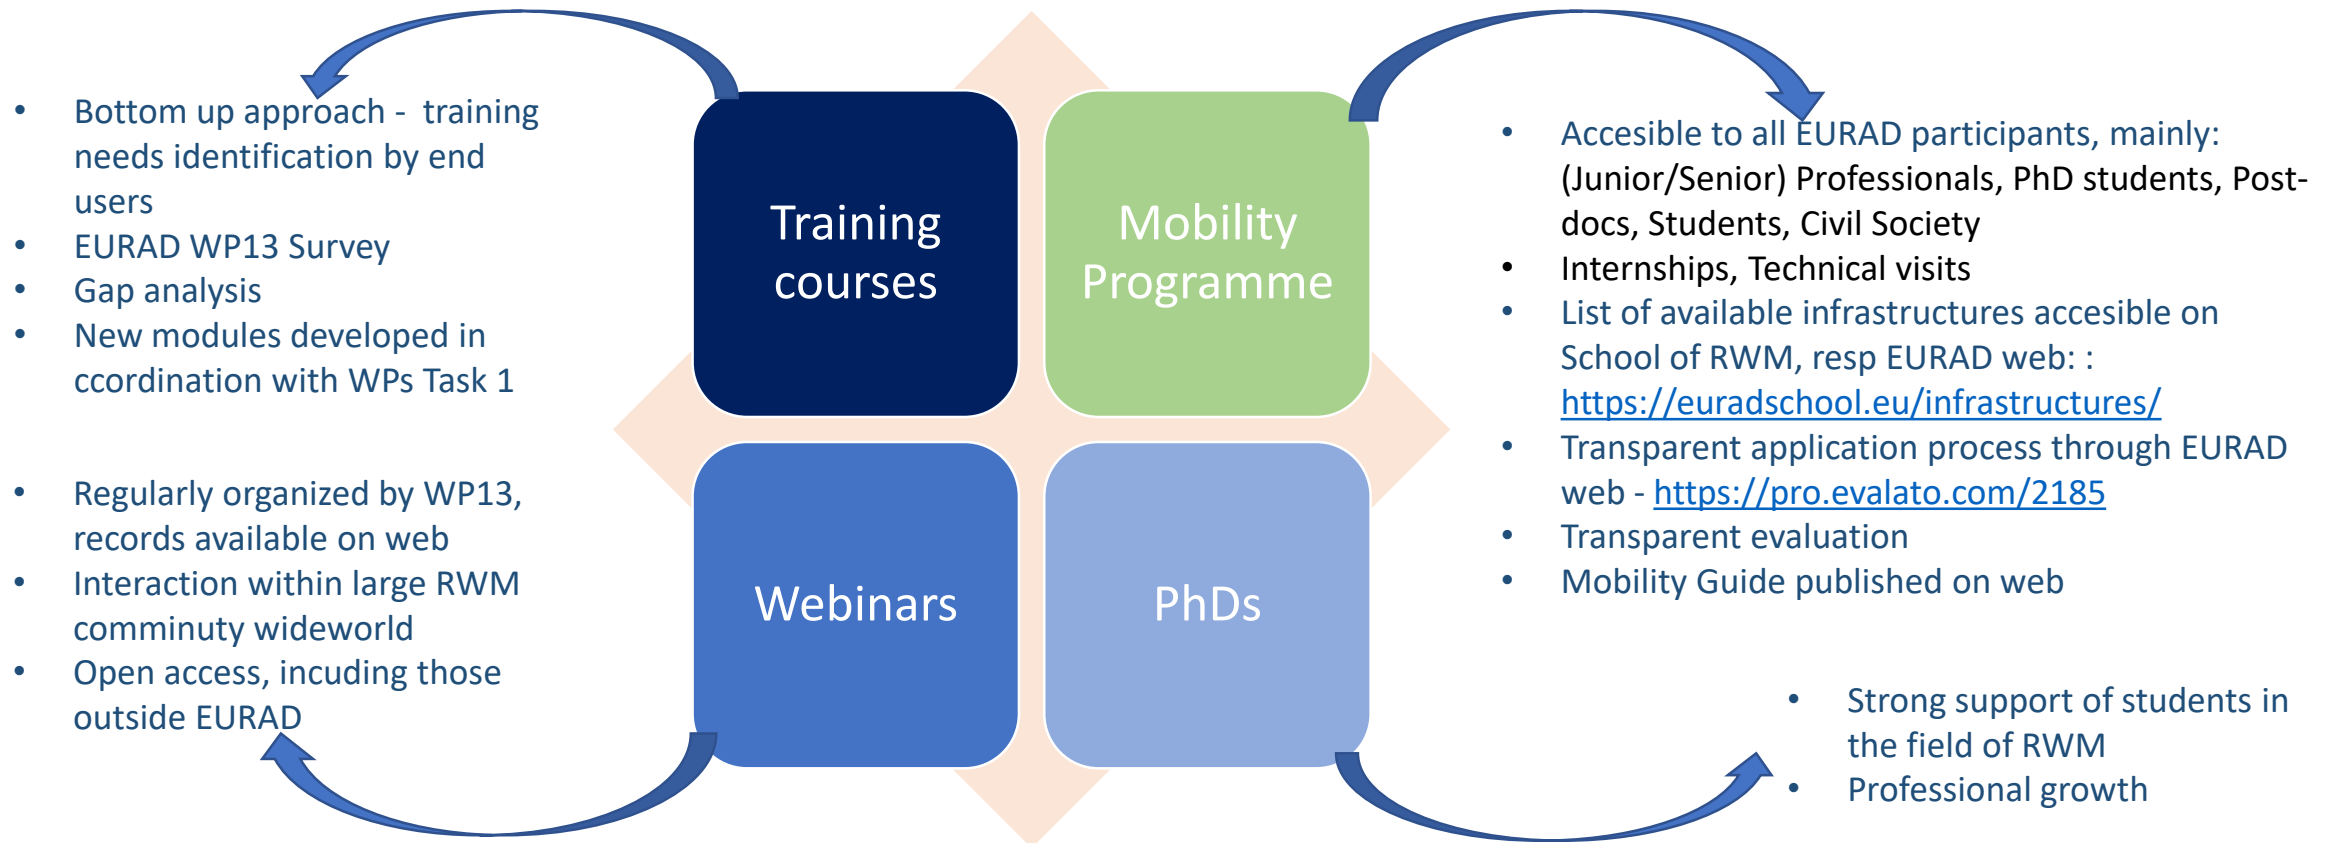 • Bottom up approach - training
needs identification by end
users
• EURAD WP13 Survey
• Gap analysis
• New modules developed in
ccordination with WPs Task 1
• Regularly organized by WP13,
records available on web
• Interaction within large RWM
comminuty wideworld
• Open access, incuding those
outside EURAD
Training
courses
Mobility
Programme
Webinars
PhDs
• Accesible to all EURAD participants, mainly:
(Junior/Senior) Professionals, PhD students, Post-
docs, Students, Civil Society
• Internships, Technical visits
• List of available infrastructures accesible on
School of RWM, resp EURAD web: :
https://euradschool.eu/infrastructures/
• Transparent application process through EURAD
web - https://pro.evalato.com/2185
• Transparent evaluation
• Mobility Guide published on web
• Strong support of students in
the field of RWM
• Professional growth